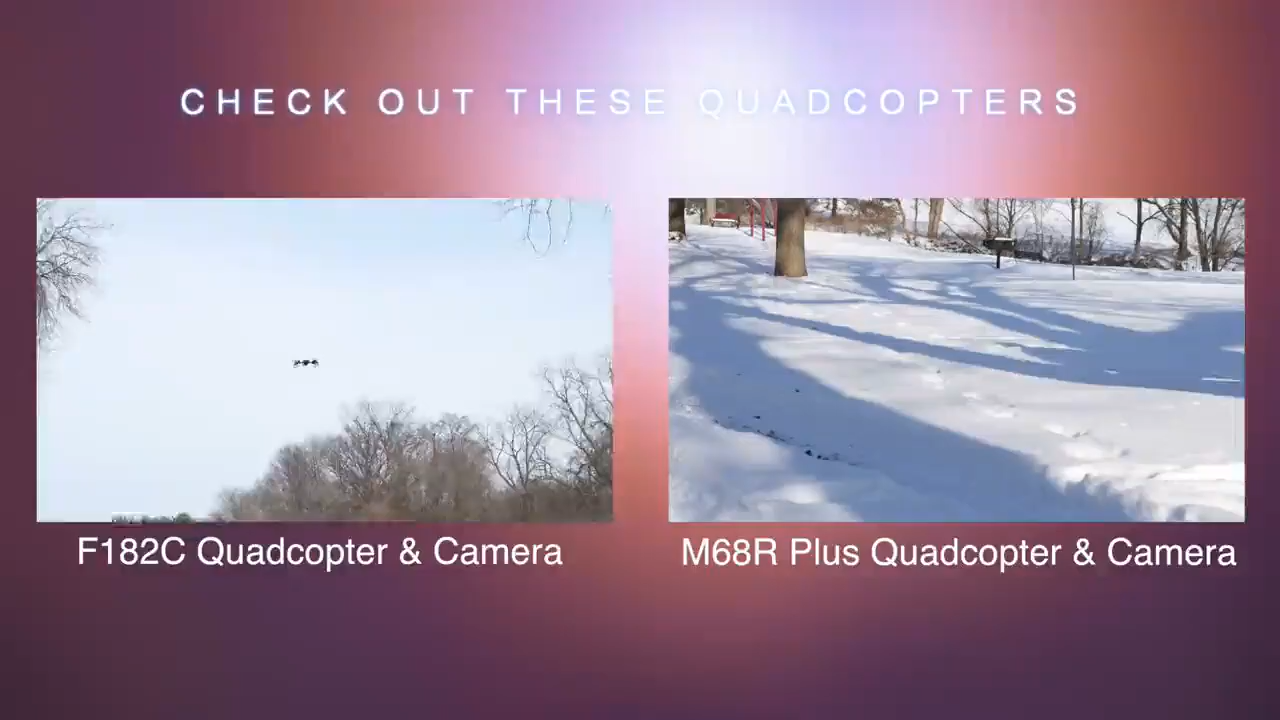 CHECK OUT THESE QUADCOPTERS
F182C Quadcopter & Camera
M68R Plus Quadcopter & Camera